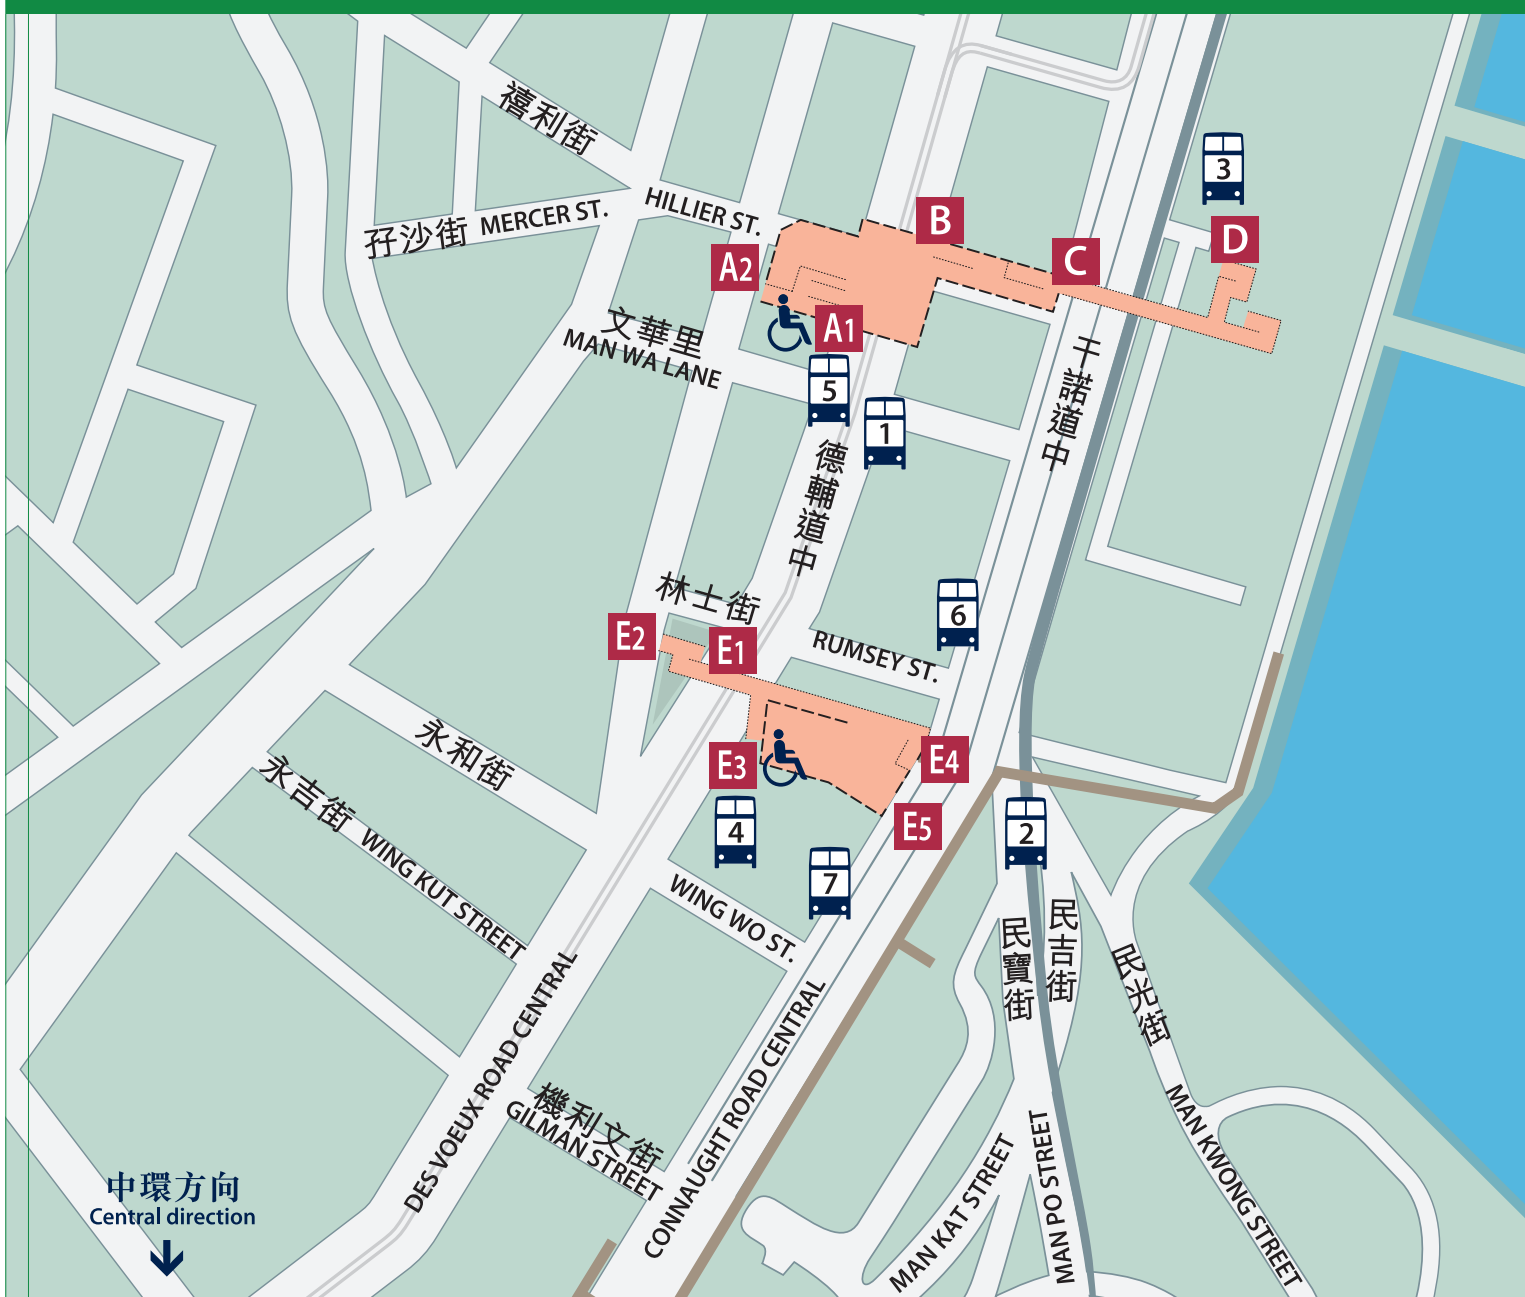 禧利街
3
孖沙街 MERCER ST.
HILLIER ST.
B
D
A2
C
A1
文華里
MAN WA LANE
干諾道中
5
1
德輔道中
林士街
6
E2
E1
RUMSEY ST.
永和街
E3
E4
永吉街 WING KUT STREET
4
E5
2
7
WING WO ST.
民寶街
民吉街
民光街
DES VOEUX ROAD CENTRAL
CONNAUGHT ROAD CENTRAL
機利文街
GILMAN STREET
MAN KAT STREET
MAN PO STREET
MAN KWONG STREET
中環方向
Central direction